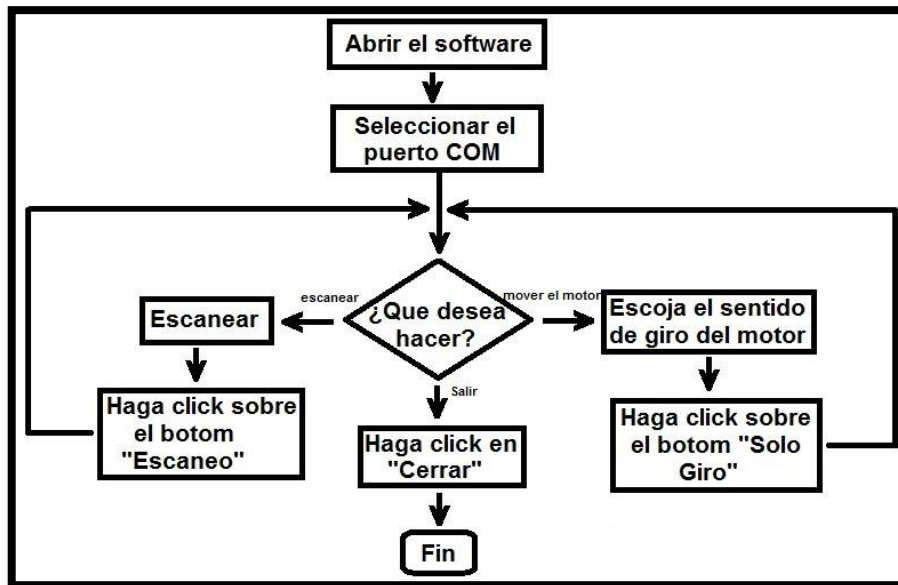 Abrir el software
Seleccionar el
puerto COM
¿Que desea
hacer?
escanear
Escanear
Haga click sobre
el botom
"Escaneo"
Salir
Haga click en
"Cerrar"
Fin
mover el motor
Escoja el sentido
de giro del motor
Haga click sobre
el botom "Solo
Giro"